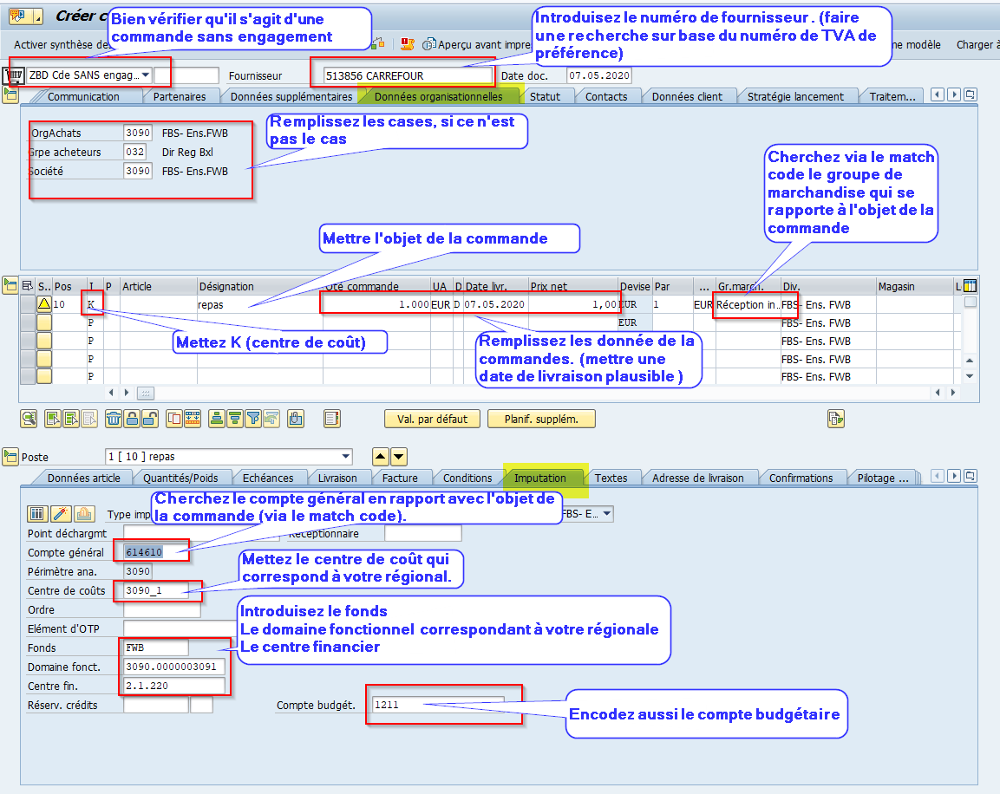 Créer c
Bien vérifier qu'il s'agit d'une
commande sans engagement
Introduisez le numéro de fournisseur . (faire
une recherche sur base du numéro de TVA de
préférence)
Activer synthèse de
Aperçu avant impre
ne modèle
Charger à
ZBD Cde SANS engag...
Fournisseur
513856 CARREFOUR
Date doc.
07.05.2020
Communication
Partenaires
Données supplémentaires
Données organisationnelles
Statut
Contacts
Données client
Stratégie lancement
Traitem...
Remplissez les cases, si ce n'est
pas le cas
OrgAchats 3090 FBS- Ens.FWB
Grpe acheteurs 032 Dir Reg Bxl
Société 3090 FBS- Ens.FWB
Cherchez via le match
code le groupe de
marchandise qui se
rapporte à l'objet de la
commande
Mettre l'objet de la commande
S.. Pos I P Article Désignation Qté commande UA D Date livr. Prix net Devise Par ... Gr.march. Div. Magasin L
10 K repas 1.000 EUR D 07.05.2020 1,00 EUR 1 EUR Réception in.. FBS- Ens. FWB
P EUR FBS- Ens. FWB
P FBS- Ens. FWB
P FBS- Ens. FWB
P FBS- Ens. FWB
Mettez K (centre de coût)
Remplissez les donnée de la
commandes. (mettre une
date de livraison plausible )
Val. par défaut
Planif. supplém.
Poste
1 [ 10 ] repas
Données article
Quantités/Poids
Echéances
Livraison
Facture
Conditions
Imputation
Textes
Adresse de livraison
Confirmations
Pilotage ...
Cherchez le compte général en rapport avec l'objet de
la commande (via le match code).
Type imp
FBS- E...
Point déchargmt
Réceptionnaire
Compte général 614610
Mettez le centre de coût qui
correspond à votre régional.
Périmètre ana. 3090
Centre de coûts 3090_1
Ordre
Elément d'OTP
Introduisez le fonds
Le domaine fonctionnel correspondant à votre régionale
Le centre financier
Fonds FWB
Domaine fonct. 3090.0000003091
Centre fin. 2.1.220
Réserv. crédits
Compte budgét. 1211
Encodez aussi le compte budgétaire